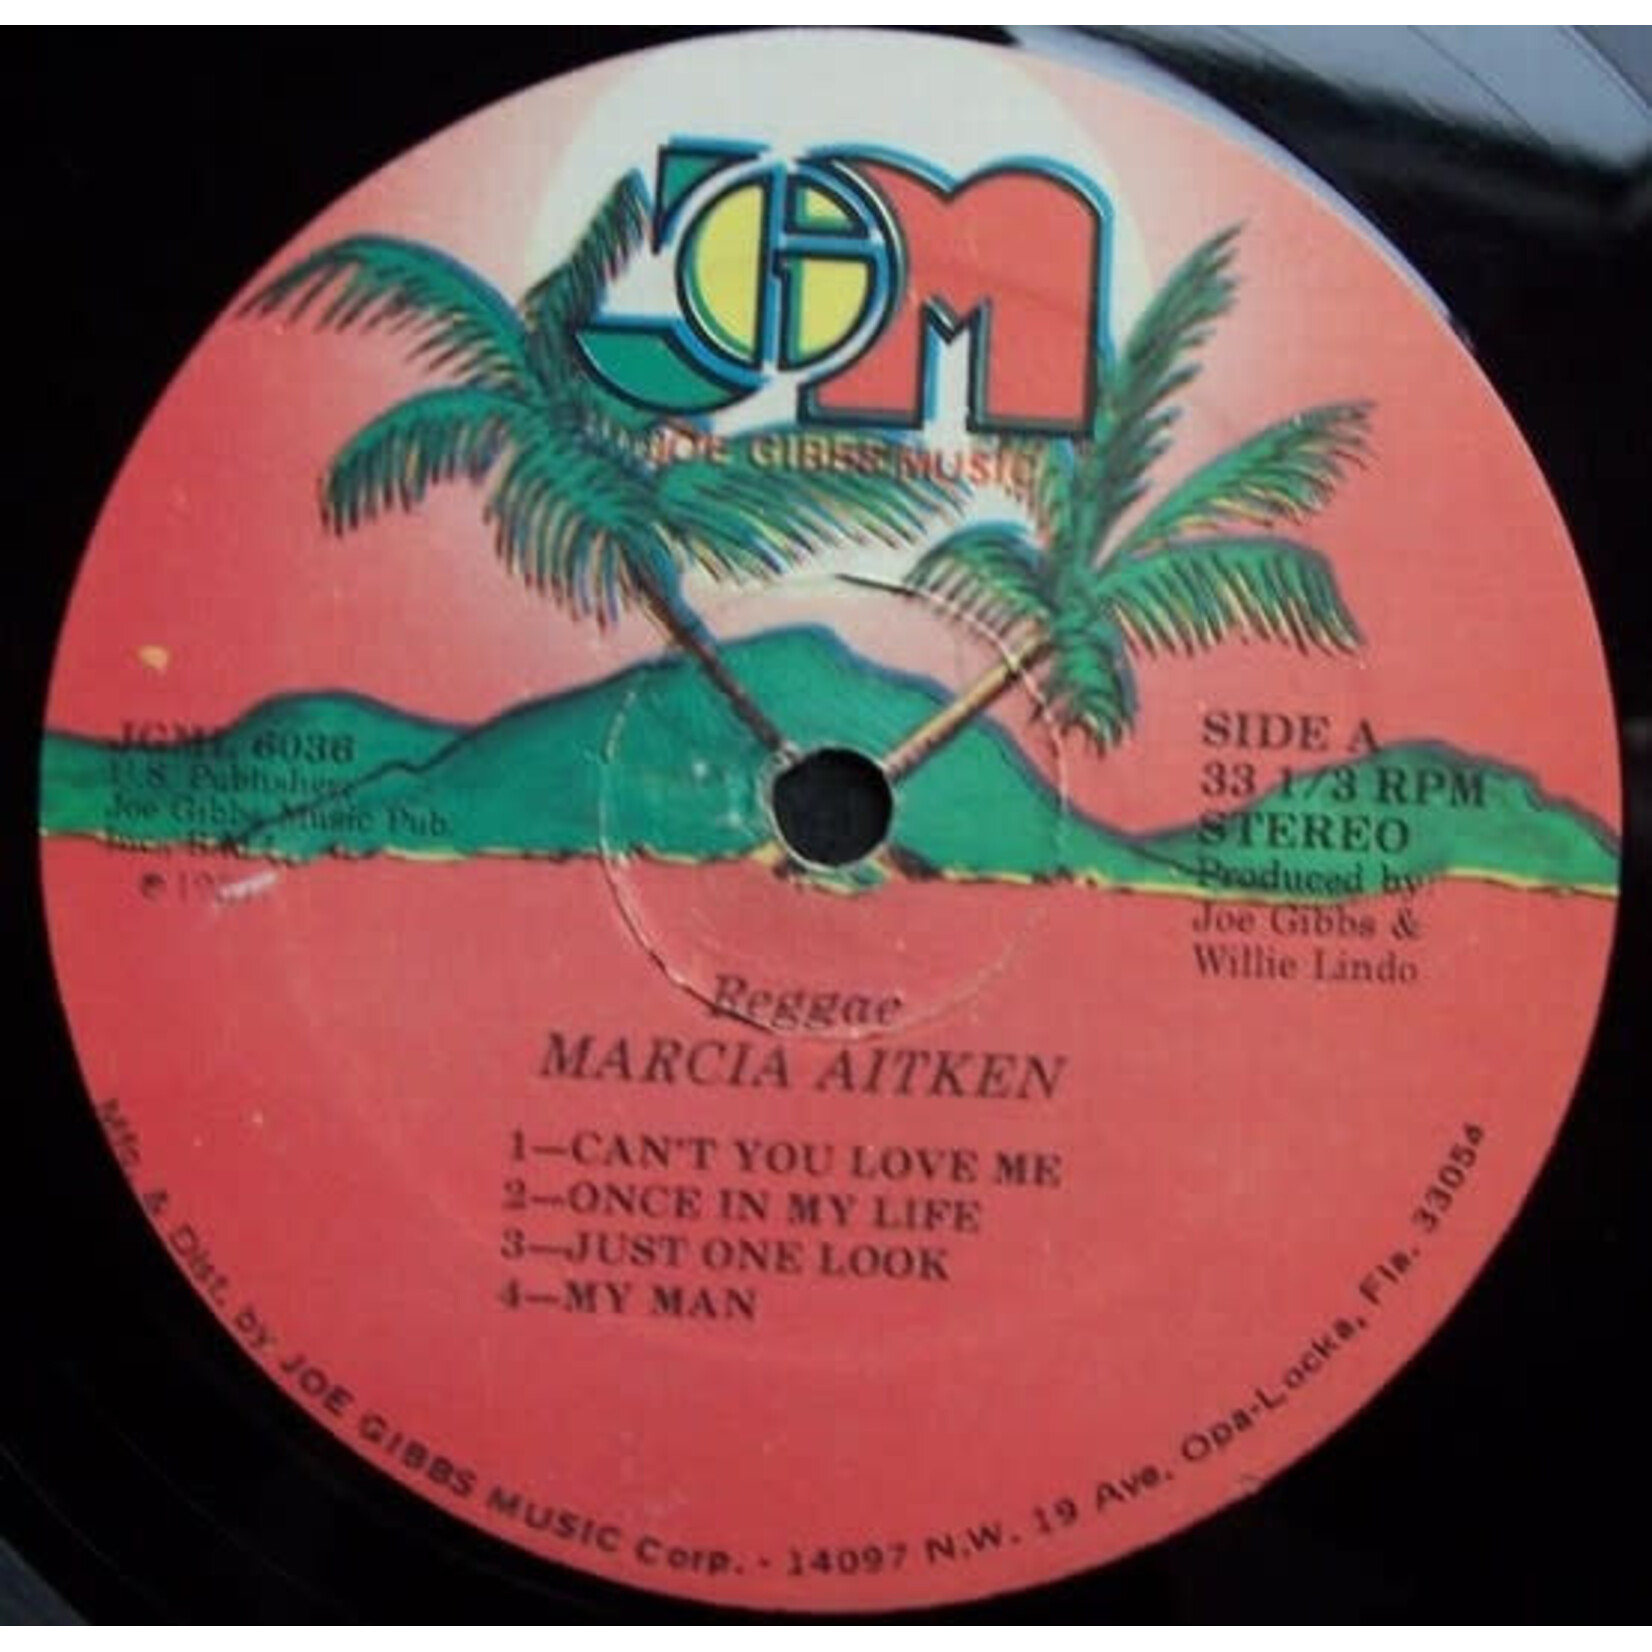 JGM
JOE GIBBS MUSIC
JGML 6036
U.S. Publisher:
Joe Gibbs Music Pub.
SIDE A
33 1/3 RPM
STEREO
Produced by
Joe Gibbs &
Willie Lindo
Reggae
MARCIA AITKEN
1—CAN'T YOU LOVE ME
2—ONCE IN MY LIFE
3—JUST ONE LOOK
4—MY MAN
Mfg. & Dist. by JOE GIBBS MUSIC Corp. - 14097 N.W. 19 Ave. Opa-Locka, Fla. 33054